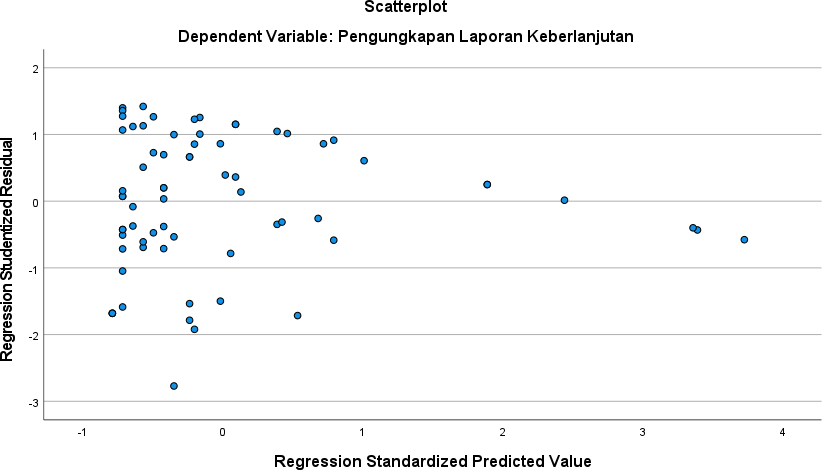 Scatterplot
Dependent Variable: Pengungkapan Laporan Keberlanjutan
Regression Studentized Residual
2
1
0
-1
-2
-3
-1 0 1 2 3 4
Regression Standardized Predicted Value